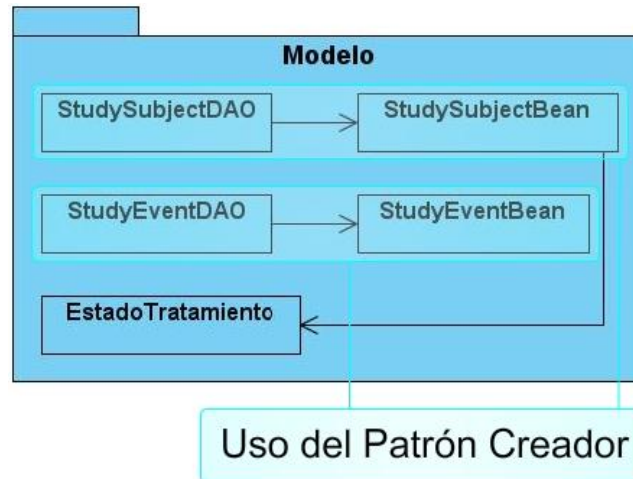 Modelo
StudySubjectDAO
StudySubjectBean
StudyEventDAO
StudyEventBean
EstadoTratamiento
Uso del Patrón Creador